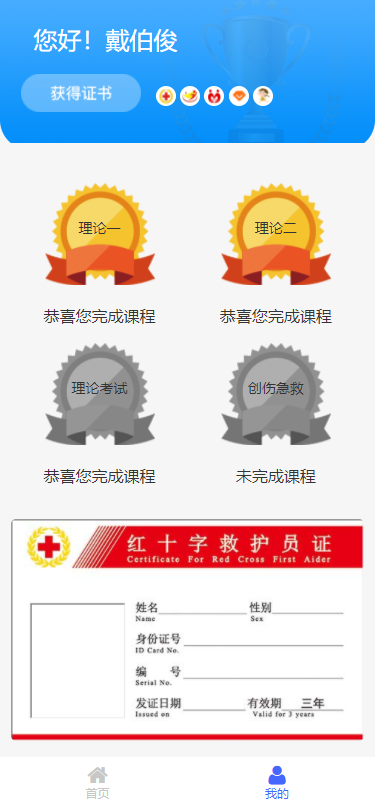 您好！戴伯俊
获得证书
理论一
理论二
恭喜您完成课程
恭喜您完成课程
理论考试
创伤急救
恭喜您完成课程
未完成课程
红十字救护员证
Certificate For Red Cross First Aider
姓名 性别
Name Sex
身份证号
ID Card No.
编 号
Serial No.
发证日期 有效期 三年
Issued on Valid for 3 years
首页
我的